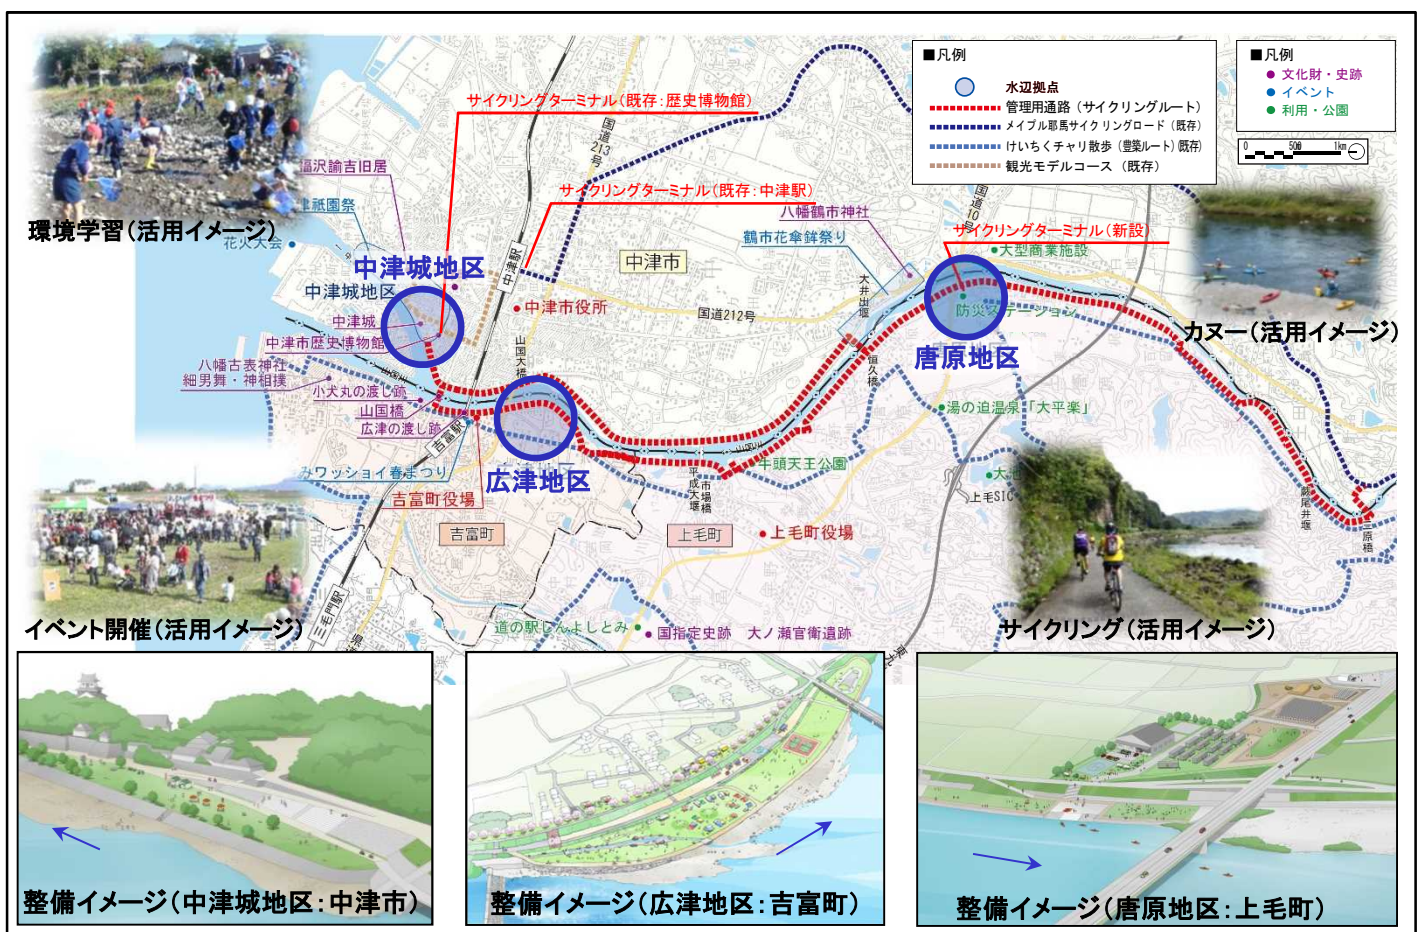 ■凡例
水辺拠点
管理用通路（サイクリングルート）
メイプル耶馬サイクリングロード（既存）
けいちくチャリ散歩（豊築ルート）(既存)
観光モデルコース（既存）
■凡例
● 文化財・史跡
● イベント
● 利用・公園
0 500 1km
サイクリングターミナル(既存：歴史博物館)
国道213号
福沢諭吉旧居
サイクリングターミナル(既存：中津駅)
環境学習(活用イメージ)
祇園祭
花火大会
中津城地区
中津城地区
中津駅
中津市
八幡鶴市神社
鶴市花傘鉾祭り
国道10号
サイクリングターミナル(新設)
大型商業施設
大井出堰
中津市役所
国道212号
防災ステーション
カヌー(活用イメージ)
中津城
中津市歴史博物館
山国大橋
唐原地区
恒久橋
八幡古表神社
細男舞・神相撲
小犬丸の渡し跡
山国橋
広津の渡し跡
吉富駅
湯の迫温泉「大平楽」
みワッショイ春まつり
広津地区
牛頭天王公園
平成大堰
市場橋
上毛SIC
吉富町役場
吉富町
上毛町
上毛町役場
三原橋
三毛門駅
道の駅しんよしとみ
国指定史跡 大ノ瀬官衙遺跡
イベント開催(活用イメージ)
サイクリング(活用イメージ)
整備イメージ(中津城地区：中津市)
整備イメージ(広津地区：吉富町)
整備イメージ(唐原地区：上毛町)